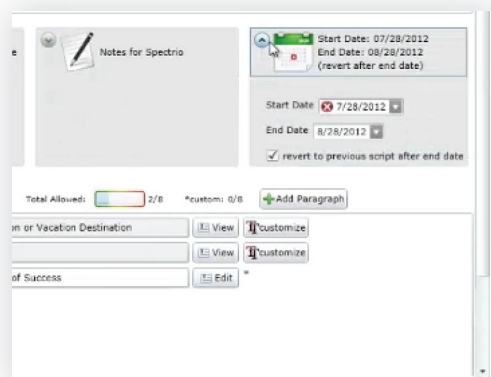 e
Notes for Spectrio
Start Date: 07/28/2012
End Date: 08/28/2012
(revert after end date)
Start Date 7/28/2012
End Date 8/28/2012
revert to previous script after end date
Total Allowed: 2/8 *custom: 0/8 Add Paragraph
n or Vacation Destination View customize
View customize
of Success Edit *